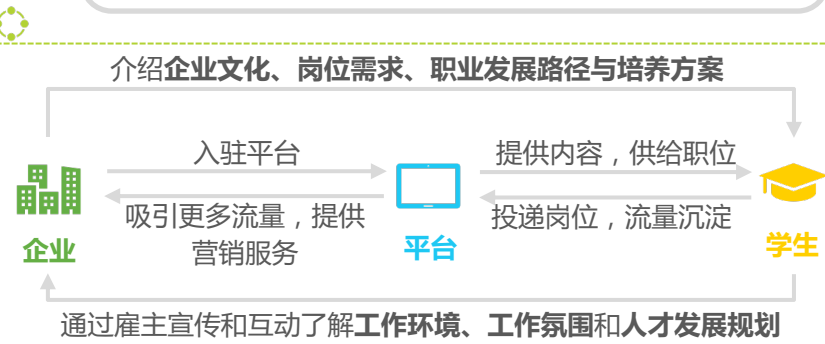 介绍企业文化、岗位需求、职业发展路径与培养方案
入驻平台
提供内容，供给职位
吸引更多流量，提供
营销服务
投递岗位，流量沉淀
企业
平台
学生
通过雇主宣传和互动了解工作环境、工作氛围和人才发展规划